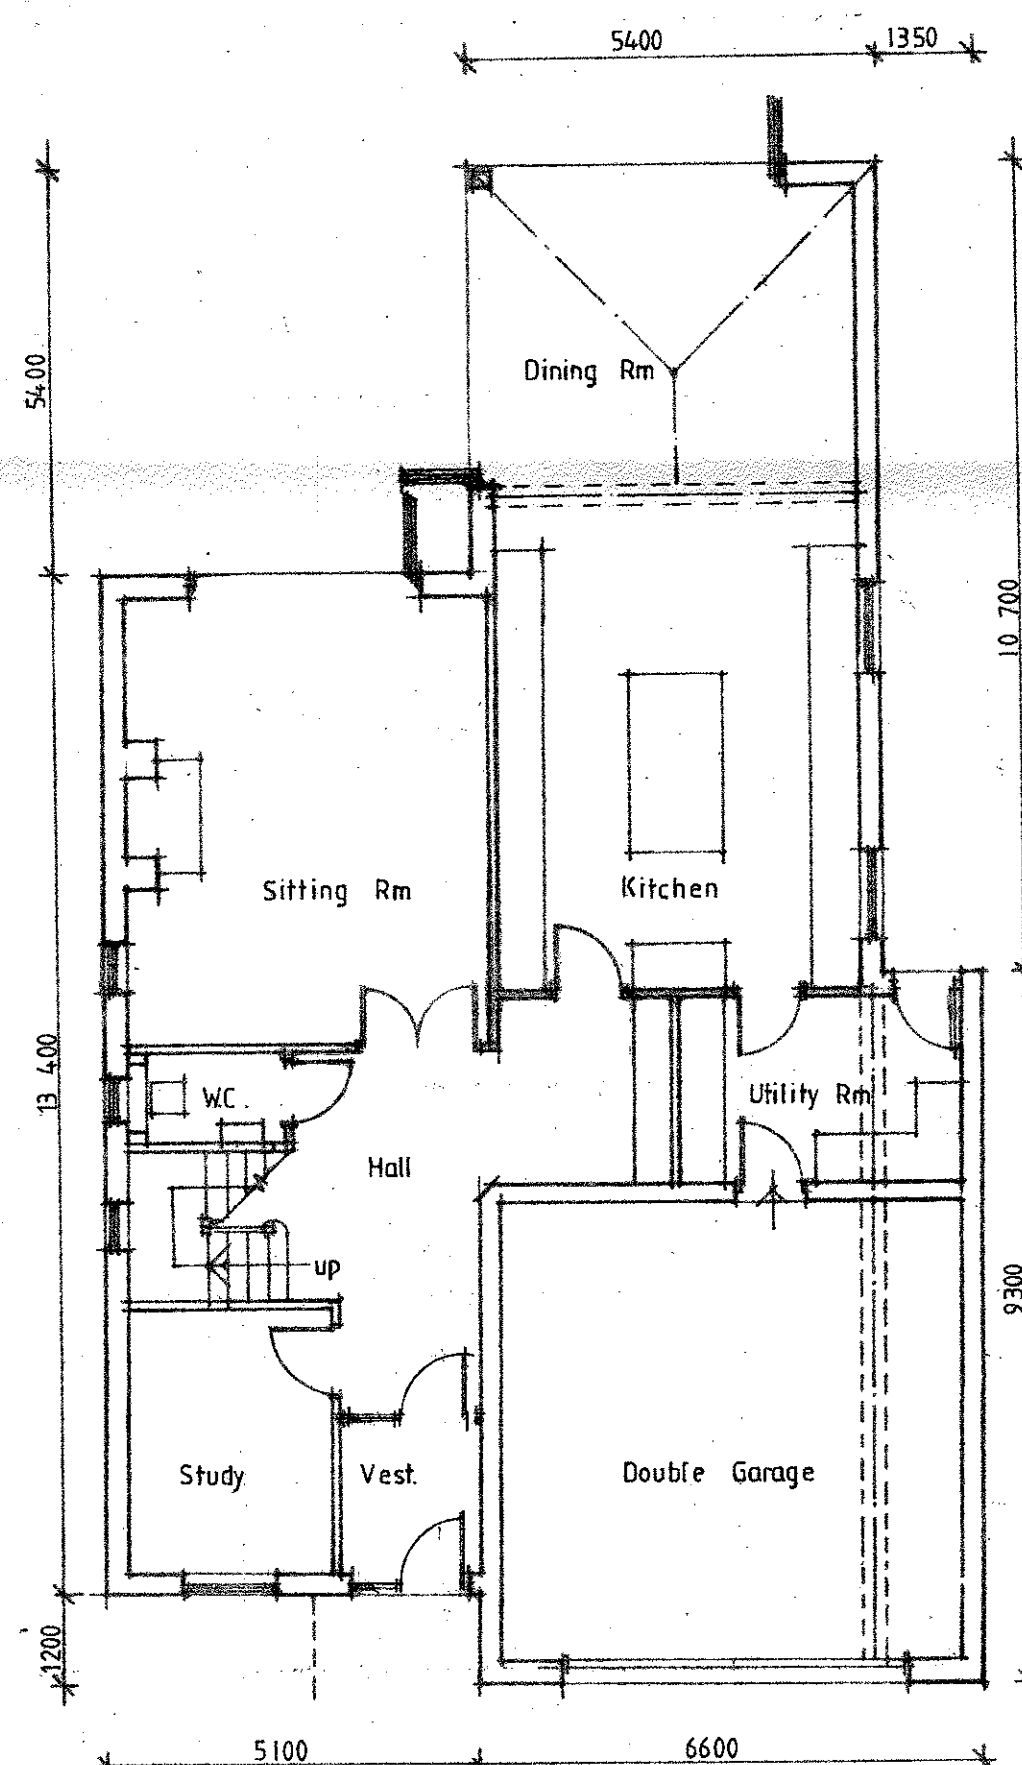 5400
1350
5400
Dining Rm
10 700
Sitting Rm
Kitchen
13 400
W.C.
Utility Rm
Hall
up
9300
Study
Vest.
Double Garage
1200
5100
6600